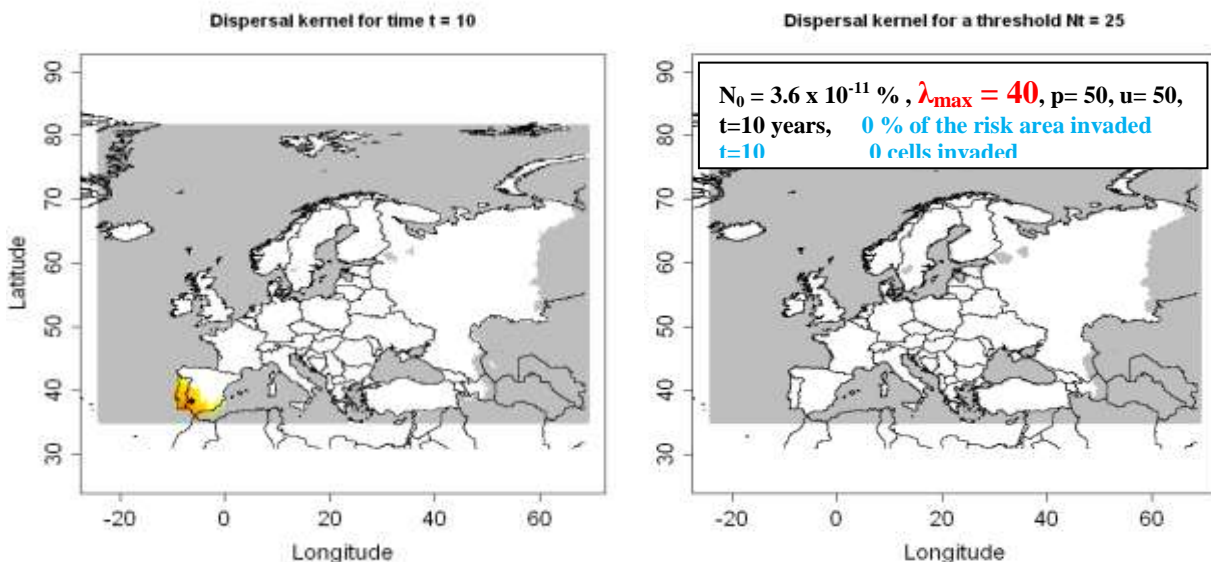 Dispersal kernel for time t = 10
Latitude
90
80
70
60
50
40
30
-20 0 20 40 60
Longitude
Dispersal kernel for a threshold Nt = 25
N₀ = 3.6 x 10⁻¹¹ % , λmax = 40, p= 50, u= 50,
t=10 years, 0 % of the risk area invaded
t=10 0 cells invaded
90
80
70
60
50
40
30
-20 0 20 40 60
Longitude